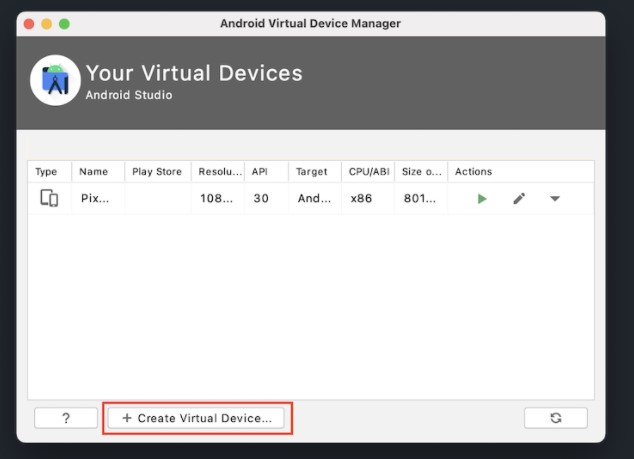 Android Virtual Device Manager
Your Virtual Devices
Android Studio
Type Name Play Store Resolu... API Target CPU/ABI Size o... Actions
Pix... 108... 30 And... x86 801...
? + Create Virtual Device...